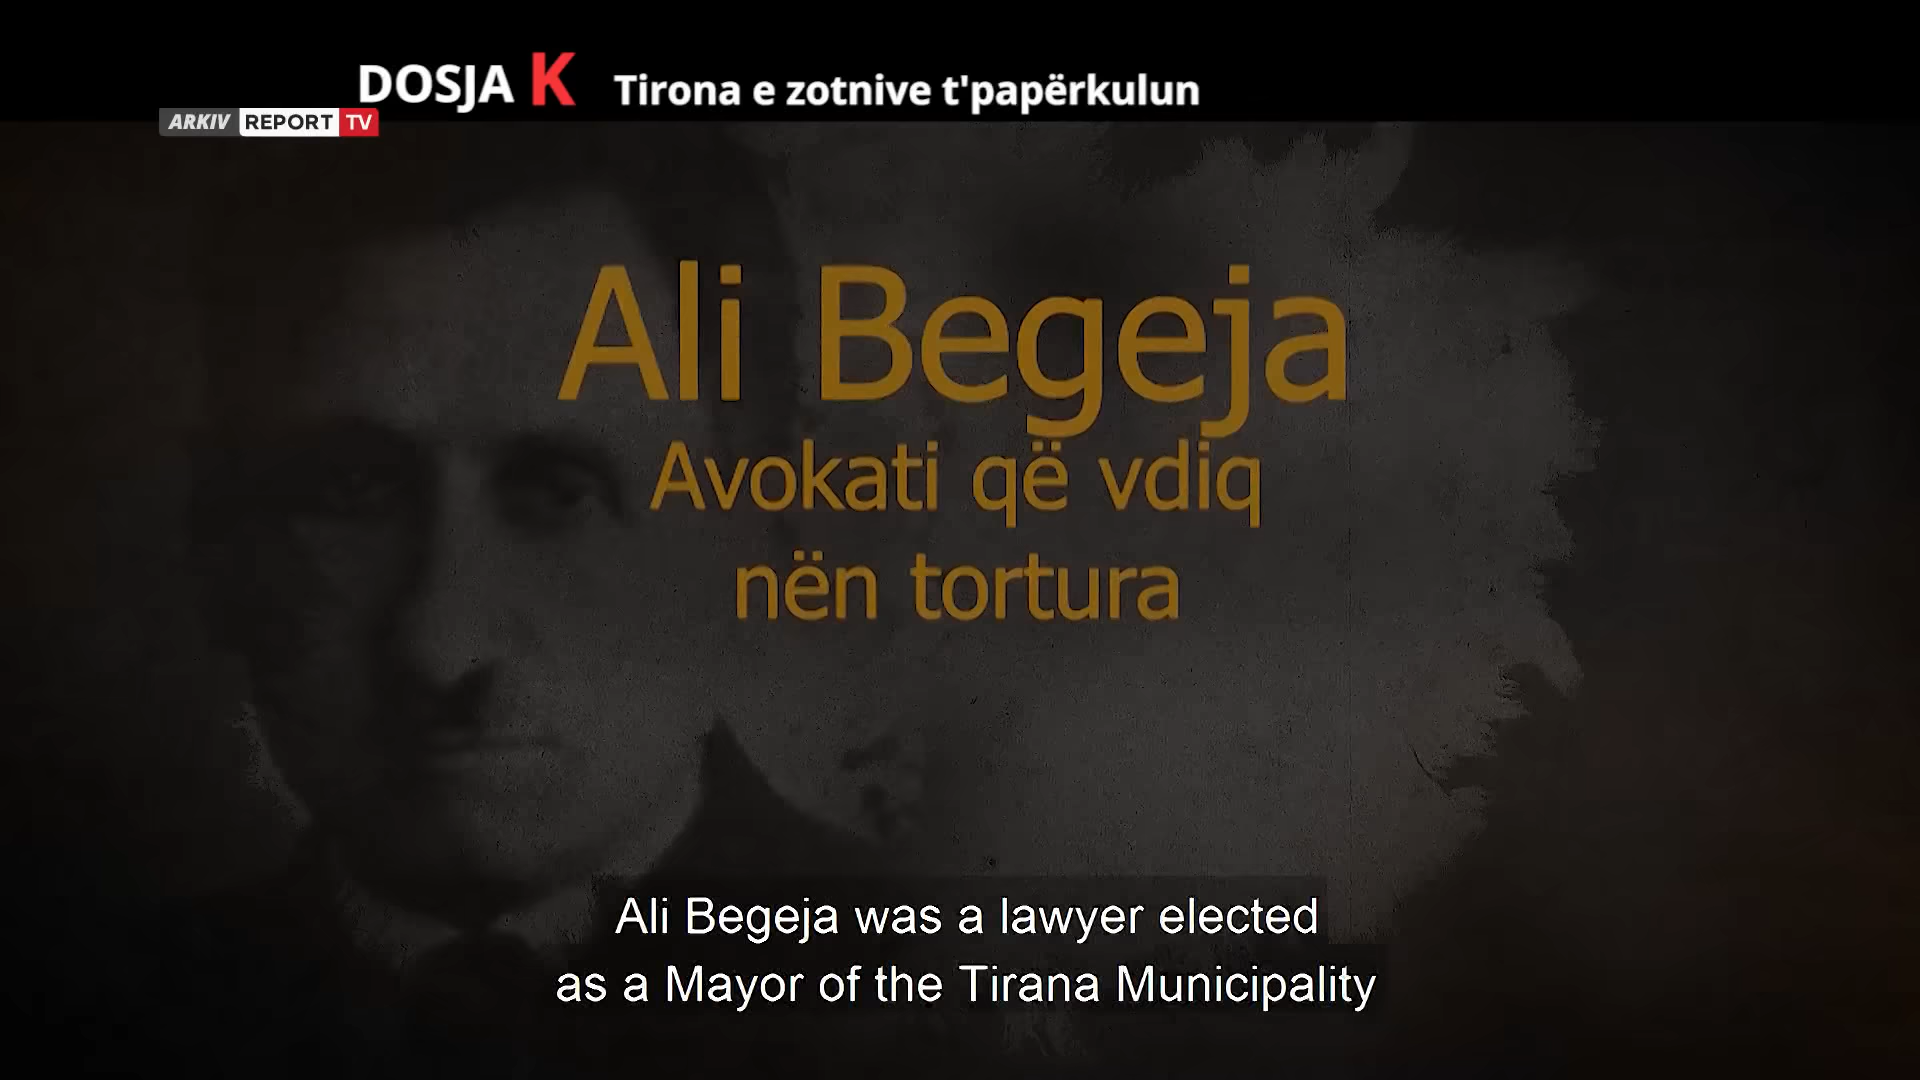 DOSJA K Tirona e zotnive t'papërkulun
ARKIV REPORT TV
Ali Begeja
Avokati që vdiq
nën tortura
Ali Begeja was a lawyer elected
as a Mayor of the Tirana Municipality